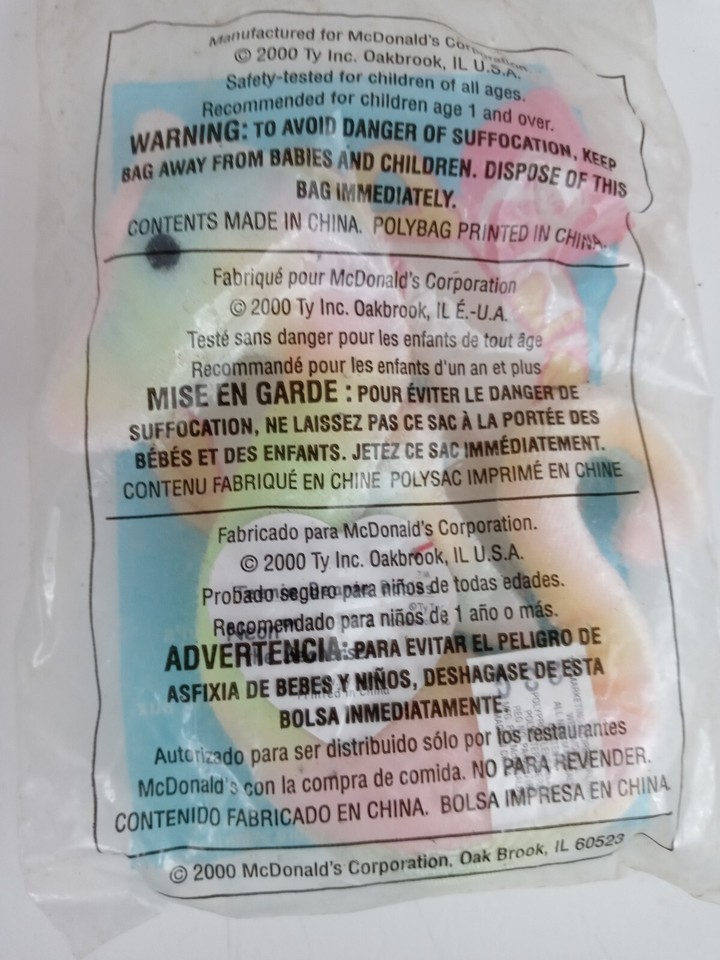 Manufactured for McDonald's Corporation
© 2000 Ty Inc. Oakbrook, IL U.S.A.
Safety-tested for children of all ages.
Recommended for children age 1 and over.
WARNING: TO AVOID DANGER OF SUFFOCATION, KEEP
BAG AWAY FROM BABIES AND CHILDREN. DISPOSE OF THIS
BAG IMMEDIATELY.
CONTENTS MADE IN CHINA. POLYBAG PRINTED IN CHINA.
Fabriqué pour McDonald's Corporation
© 2000 Ty Inc. Oakbrook, IL É.-U.A.
Testé sans danger pour les enfants de tout âge
Recommandé pour les enfants d'un an et plus
MISE EN GARDE : POUR ÉVITER LE DANGER DE
SUFFOCATION, NE LAISSEZ PAS CE SAC À LA PORTÉE DES
BÉBÉS ET DES ENFANTS. JETEZ CE SAC IMMÉDIATEMENT.
CONTENU FABRIQUÉ EN CHINE POLYSAC IMPRIMÉ EN CHINE
Fabricado para McDonald's Corporation.
© 2000 Ty Inc. Oakbrook, IL U.S.A.
Probado seguro para niños de todas edades.
Recomendado para niños de 1 año o más.
ADVERTENCIA: PARA EVITAR EL PELIGRO DE
ASFIXIA DE BEBES Y NIÑOS, DESHAGASE DE ESTA
BOLSA INMEDIATAMENTE.
Autorizado para ser distribuido sólo por los restaurantes
McDonald's con la compra de comida. NO PARA REVENDER.
CONTENIDO FABRICADO EN CHINA. BOLSA IMPRESA EN CHINA
© 2000 McDonald's Corporation, Oak Brook, IL 60523
Neon™
Printed in China